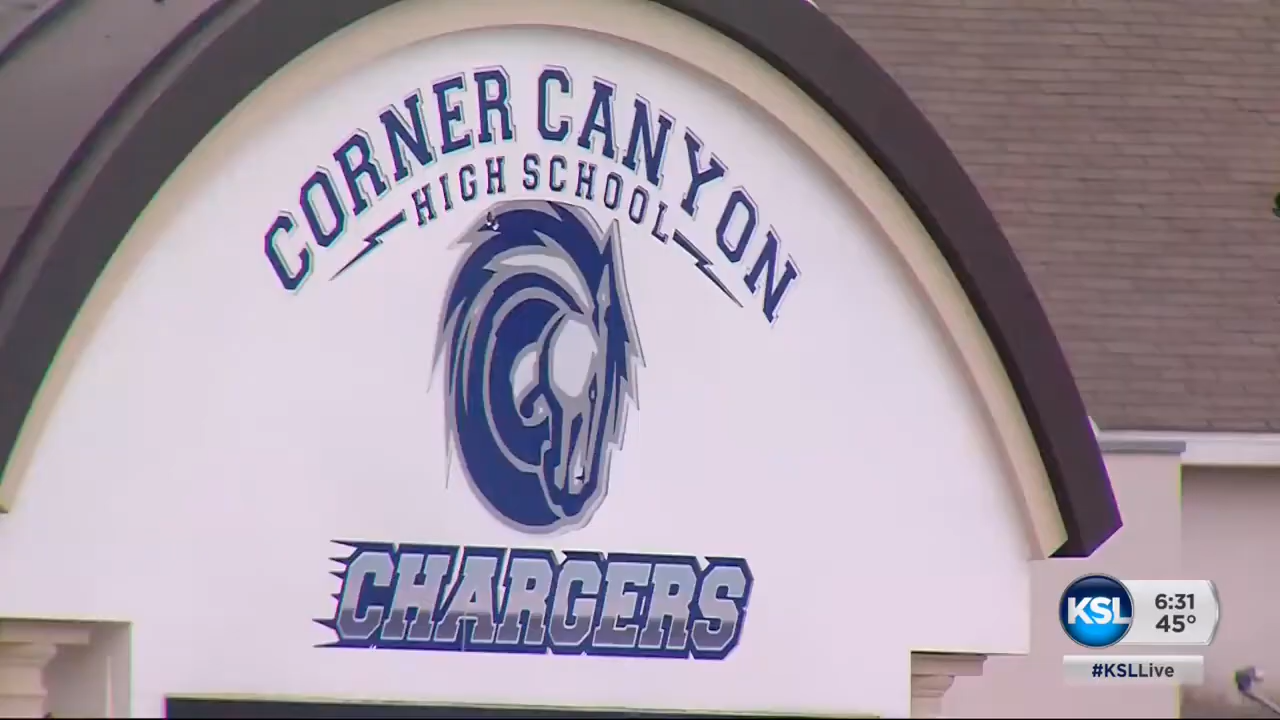 CORNER CANYON
HIGH SCHOOL
CHARGERS
KSL
6:31
45°
#KSLLive